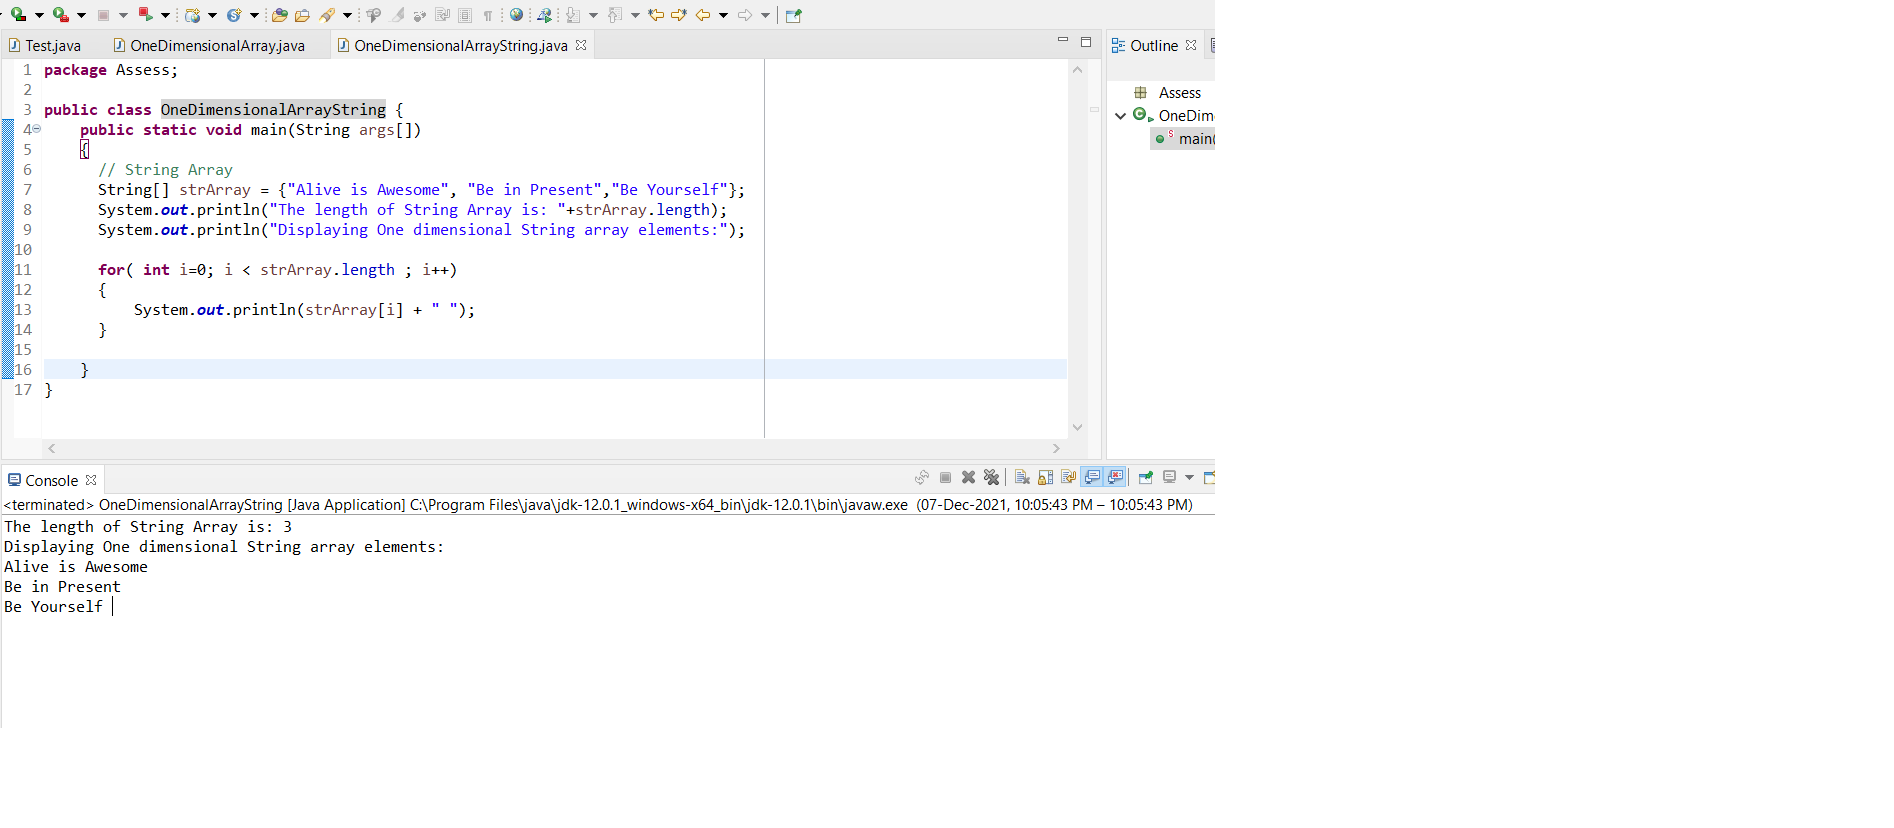 Test.java OneDimensionalArray.java OneDimensionalArrayString.java
Outline
1 package Assess;
2
3 public class OneDimensionalArrayString {
4 public static void main(String args[])
5 {
6 // String Array
7 String[] strArray = {"Alive is Awesome", "Be in Present","Be Yourself"};
8 System.out.println("The length of String Array is: "+strArray.length);
9 System.out.println("Displaying One dimensional String array elements:");
10
11 for( int i=0; i < strArray.length ; i++)
12 {
13 System.out.println(strArray[i] + " ");
14 }
15
16 }
17 }
Assess
OneDim
main(
Console
<terminated> OneDimensionalArrayString [Java Application] C:\Program Files\java\jdk-12.0.1_windows-x64_bin\jdk-12.0.1\bin\javaw.exe (07-Dec-2021, 10:05:43 PM – 10:05:43 PM)
The length of String Array is: 3
Displaying One dimensional String array elements:
Alive is Awesome
Be in Present
Be Yourself